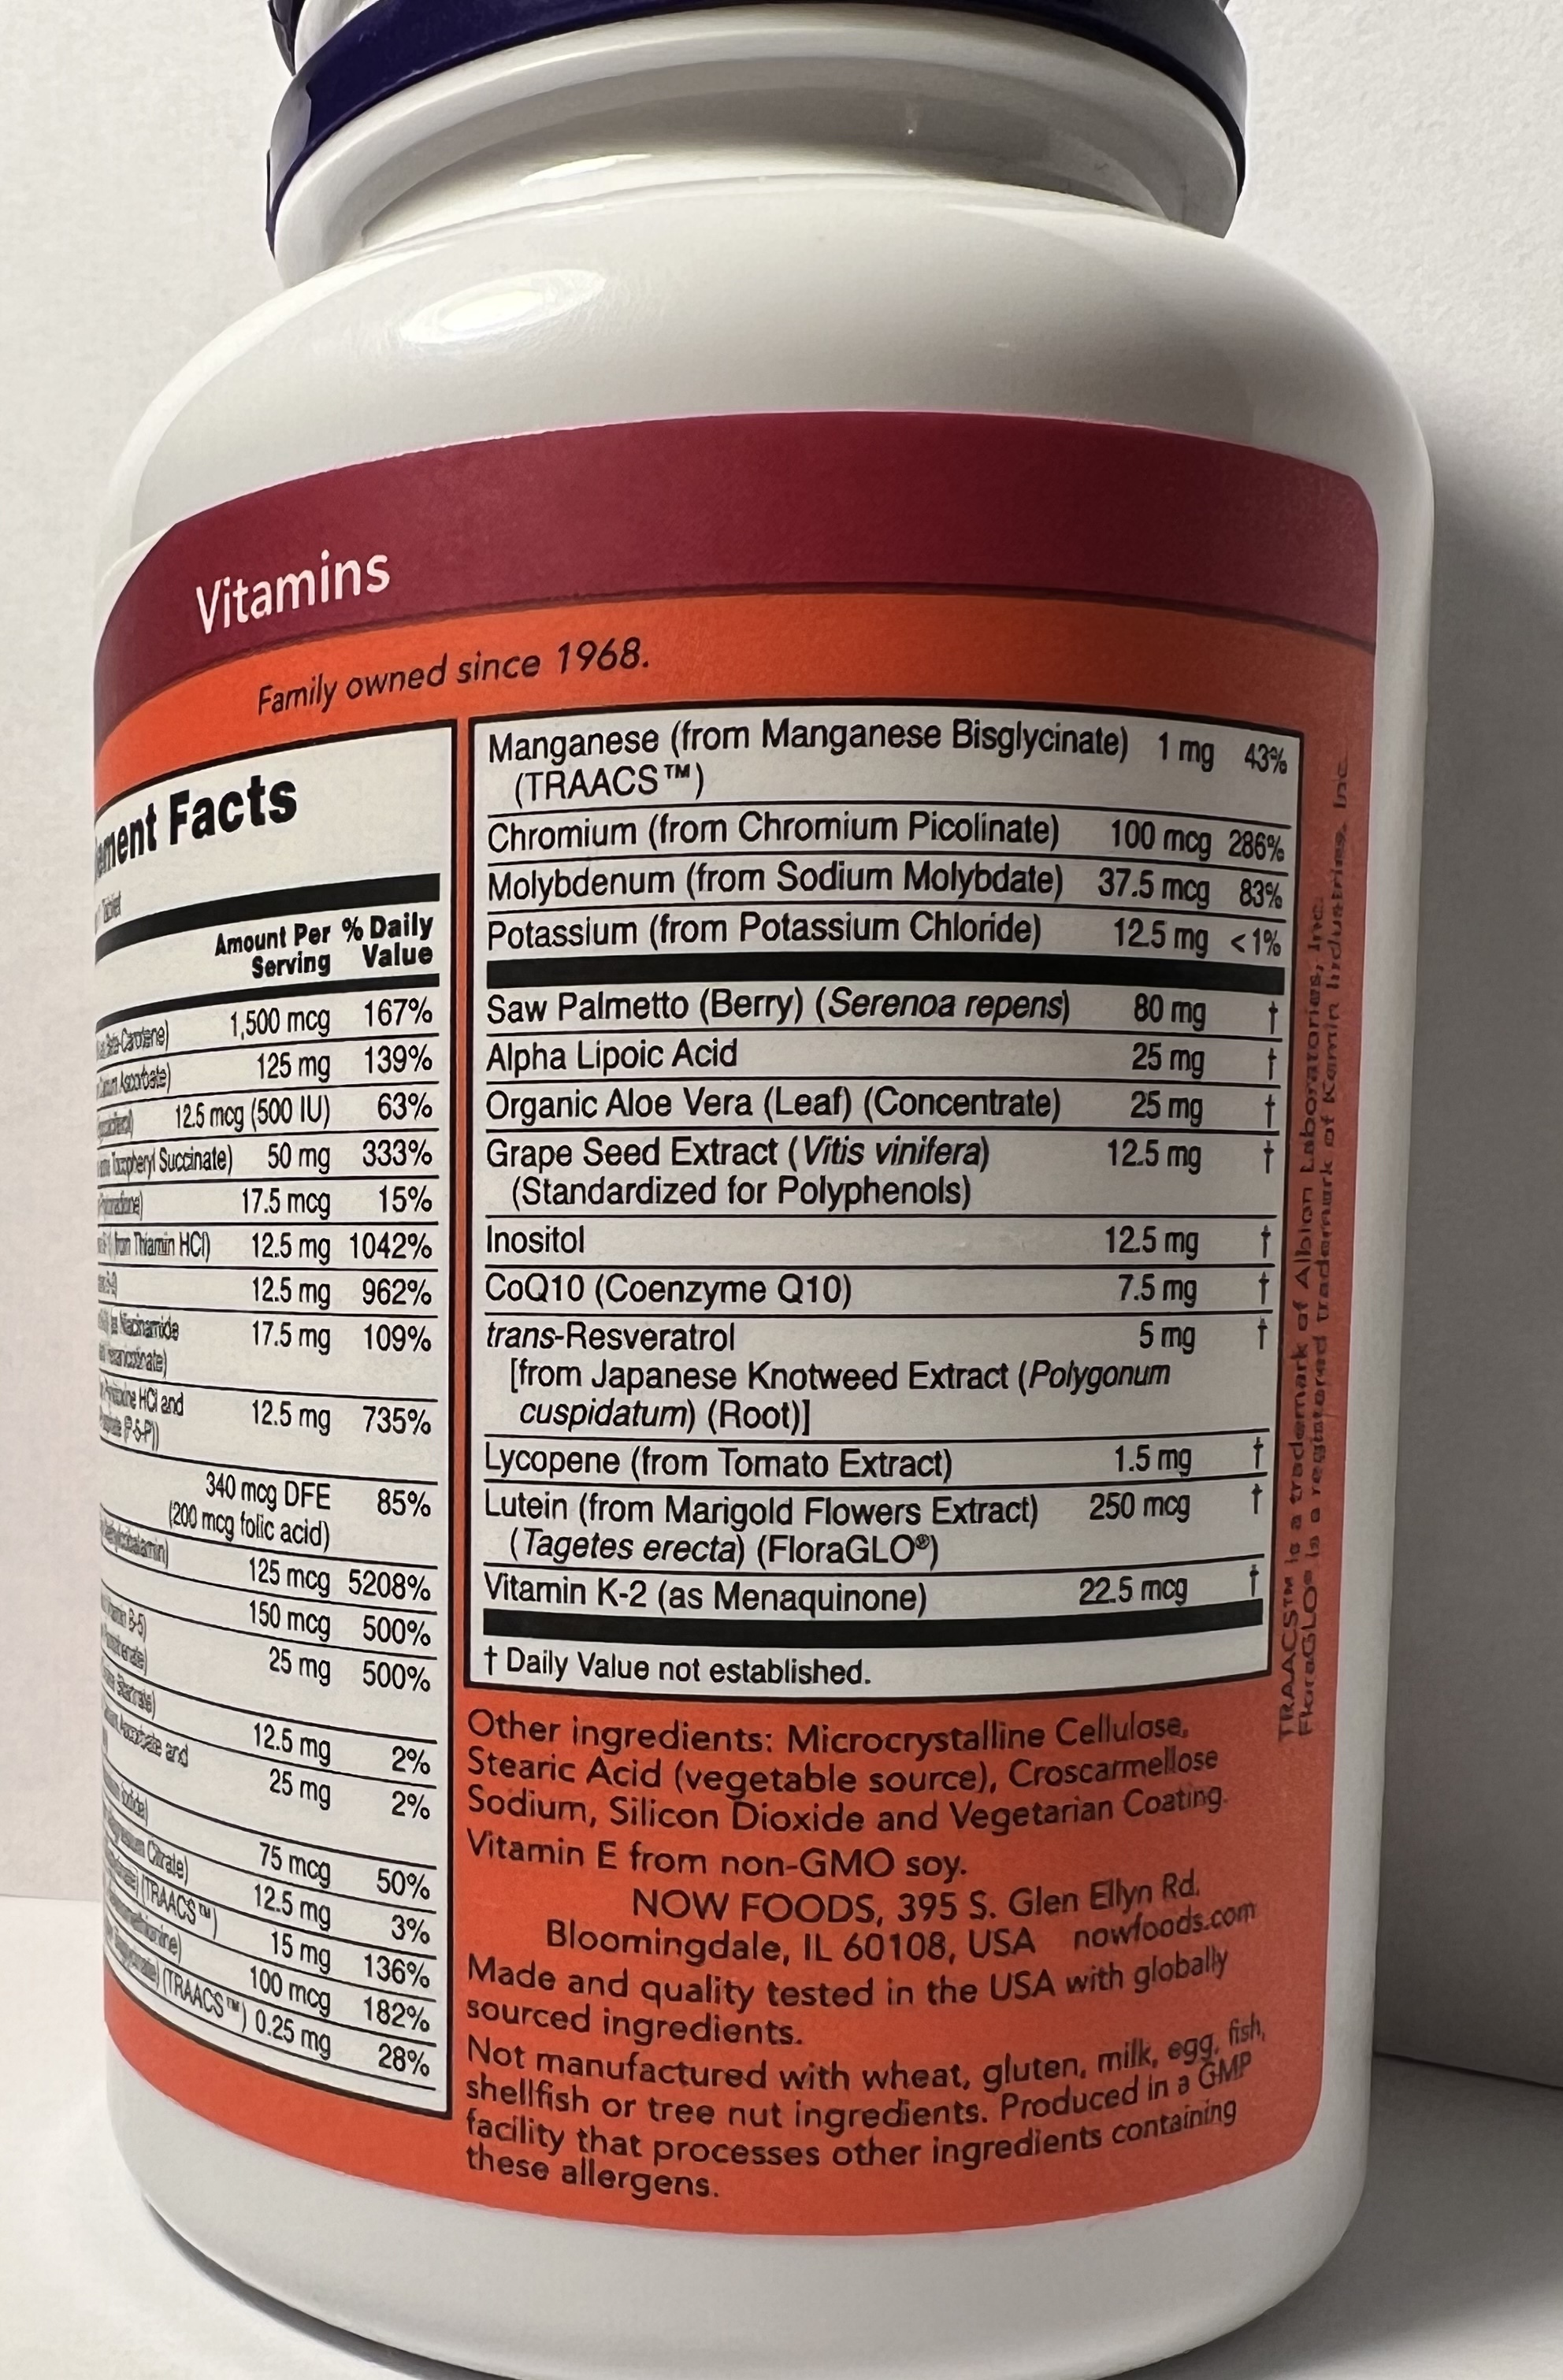 Vitamins
Family owned since 1968.
Facts
Amount Per % Daily
Serving Value
1,500 mcg 167%
125 mg 139%
12.5 mcg (500 IU) 63%
Succinate) 50 mg 333%
17.5 mcg 15%
Thiamin HCl) 12.5 mg 1042%
12.5 mg 962%
Niacinamide 17.5 mg 109%
HCl and 12.5 mg 735%
(P-5-P))
340 mcg DFE 85%
(200 mcg folic acid)
125 mcg 5208%
150 mcg 500%
25 mg 500%
12.5 mg 2%
and 25 mg 2%
75 mcg 50%
Citrate) 12.5 mg 3%
(TRAACS™) 15 mg 136%
100 mcg 182%
(TRAACS™) 0.25 mg 28%
Manganese (from Manganese Bisglycinate) 1 mg 43%
(TRAACS™)
Chromium (from Chromium Picolinate) 100 mcg 286%
Molybdenum (from Sodium Molybdate) 37.5 mcg 83%
Potassium (from Potassium Chloride) 12.5 mg <1%
Saw Palmetto (Berry) (Serenoa repens) 80 mg †
Alpha Lipoic Acid 25 mg †
Organic Aloe Vera (Leaf) (Concentrate) 25 mg †
Grape Seed Extract (Vitis vinifera) 12.5 mg †
(Standardized for Polyphenols)
Inositol 12.5 mg †
CoQ10 (Coenzyme Q10) 7.5 mg †
trans-Resveratrol 5 mg †
[from Japanese Knotweed Extract (Polygonum
cuspidatum) (Root)]
Lycopene (from Tomato Extract) 1.5 mg †
Lutein (from Marigold Flowers Extract) 250 mcg †
(Tagetes erecta) (FloraGLO®)
Vitamin K-2 (as Menaquinone) 22.5 mcg †
† Daily Value not established.
Other ingredients: Microcrystalline Cellulose,
Stearic Acid (vegetable source), Croscarmellose
Sodium, Silicon Dioxide and Vegetarian Coating.
Vitamin E from non-GMO soy.
NOW FOODS, 395 S. Glen Ellyn Rd.
Bloomingdale, IL 60108, USA nowfoods.com
Made and quality tested in the USA with globally
sourced ingredients.
Not manufactured with wheat, gluten, milk, egg, fish,
shellfish or tree nut ingredients. Produced in a GMP
facility that processes other ingredients containing
these allergens.
TRAACS™ is a trademark of Albion Laboratories, Inc.
FloraGLO® is a registered trademark of Kemin Industries, Inc.